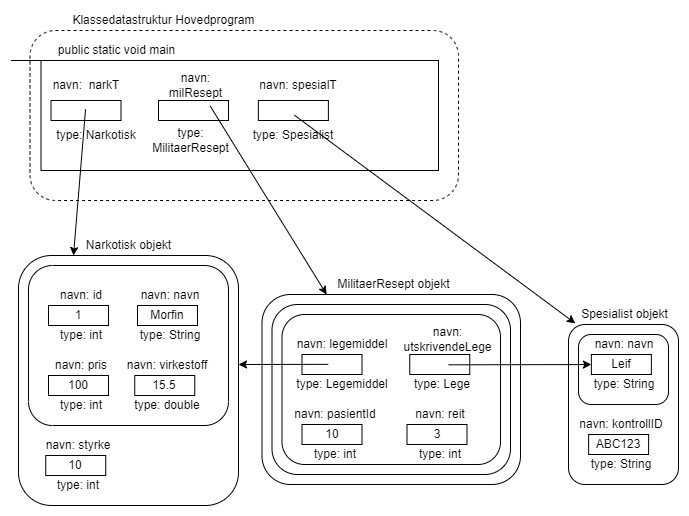 Klassedatastruktur Hovedprogram
public static void main
navn: narkT
type: Narkotisk
navn:
milResept
type:
MilitaerResept
navn: spesialT
type: Spesialist
Narkotisk objekt
navn: id
1
type: int
navn: navn
Morfin
type: String
navn: pris
100
type: int
navn: virkestoff
15.5
type: double
navn: styrke
10
type: int
MilitaerResept objekt
navn: legemiddel
type: Legemiddel
navn:
utskrivendeLege
type: Lege
navn: pasientId
10
type: int
navn: reit
3
type: int
Spesialist objekt
navn: navn
Leif
type: String
navn: kontrollID
ABC123
type: String